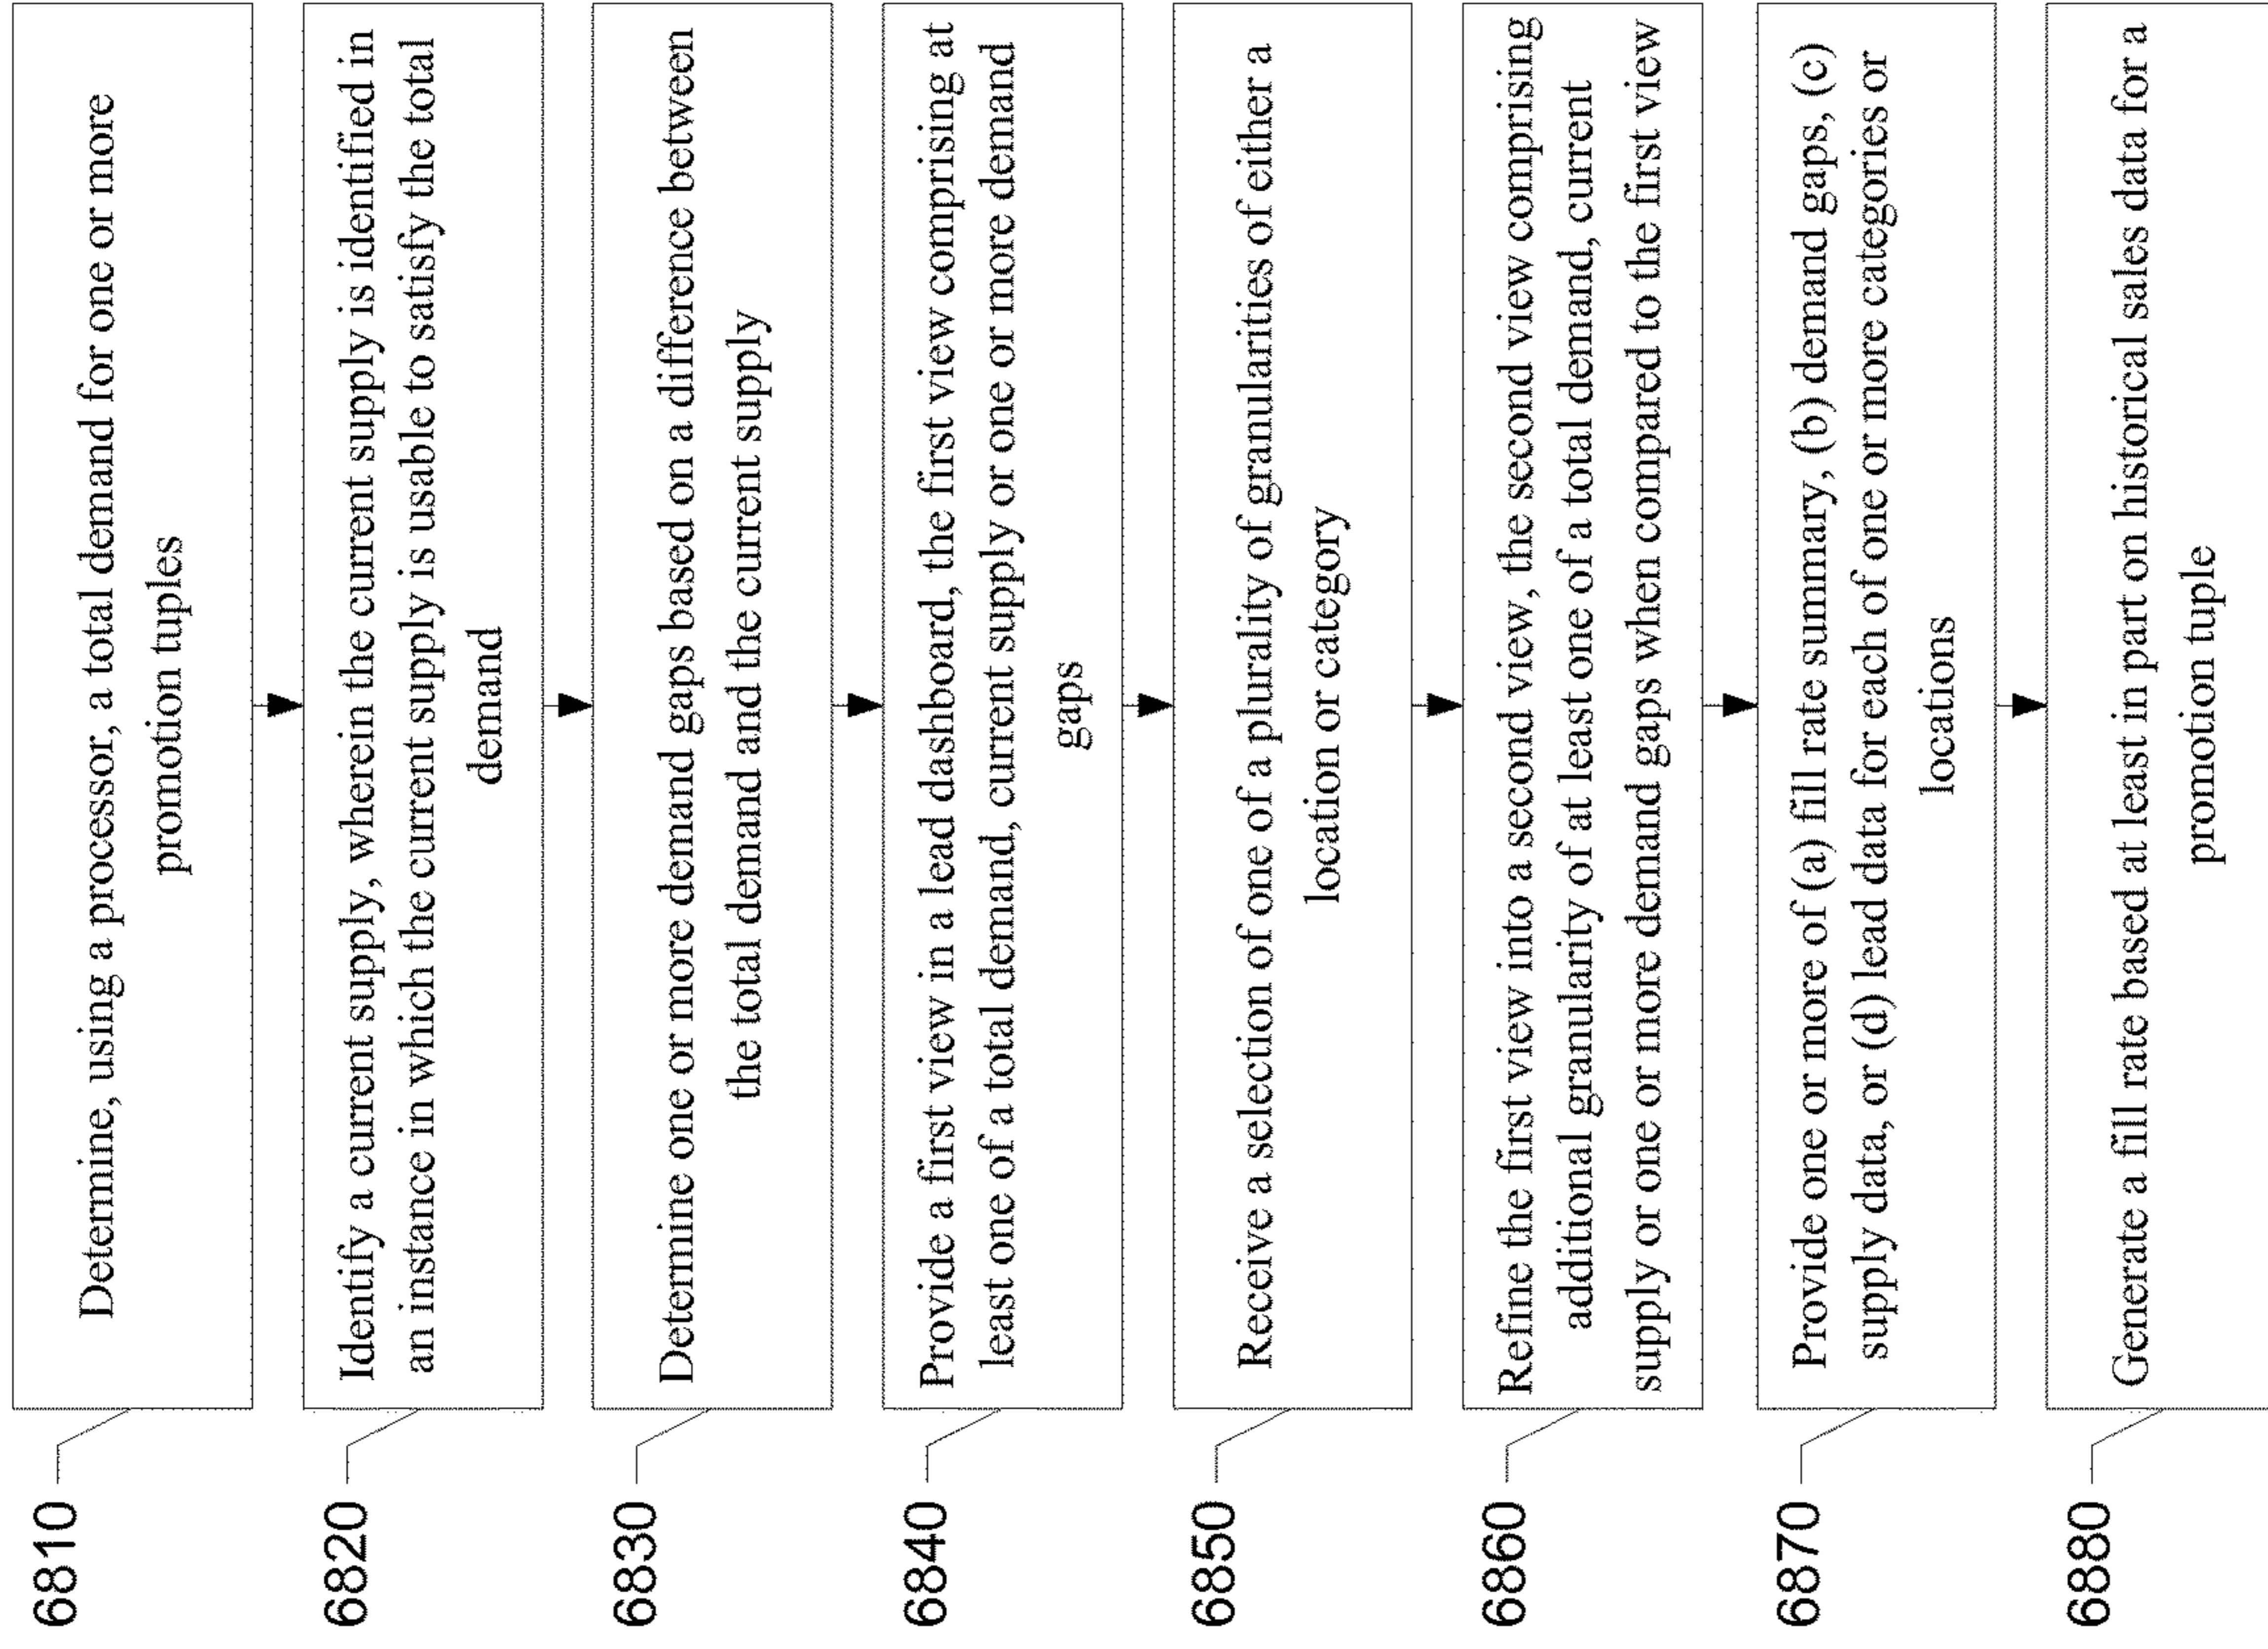 6810
Determine, using a processor, a total demand for one or more
promotion tuples
6820
Identify a current supply, wherein the current supply is identified in
an instance in which the current supply is usable to satisfy the total
demand
6830
Determine one or more demand gaps based on a difference between
the total demand and the current supply
6840
Provide a first view in a lead dashboard, the first view comprising at
least one of a total demand, current supply or one or more demand
gaps
6850
Receive a selection of one of a plurality of granularities of either a
location or category
6860
Refine the first view into a second view, the second view comprising
additional granularity of at least one of a total demand, current
supply or one or more demand gaps when compared to the first view
6870
Provide one or more of (a) fill rate summary, (b) demand gaps, (c)
supply data, or (d) lead data for each of one or more categories or
locations
6880
Generate a fill rate based at least in part on historical sales data for a
promotion tuple